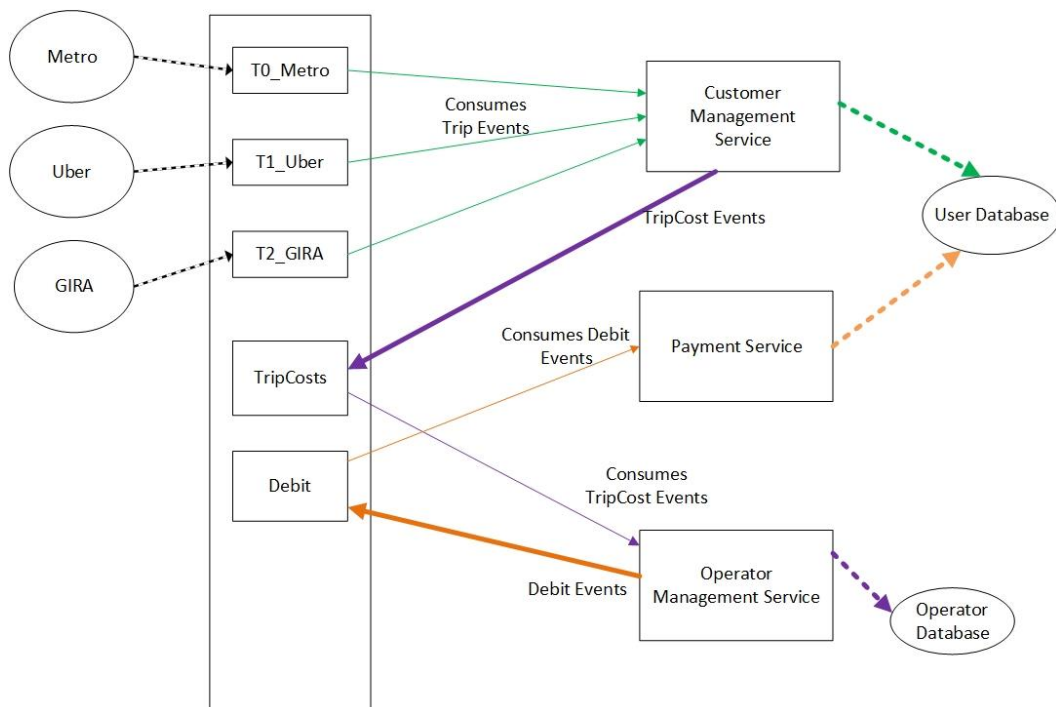 Metro
T0_Metro
Consumes
Trip Events
Customer
Management
Service
Uber
T1_Uber
User Database
TripCost Events
GIRA
T2_GIRA
Consumes Debit
Events
Payment Service
TripCosts
Debit
Consumes
TripCost Events
Debit Events
Operator
Management Service
Operator
Database